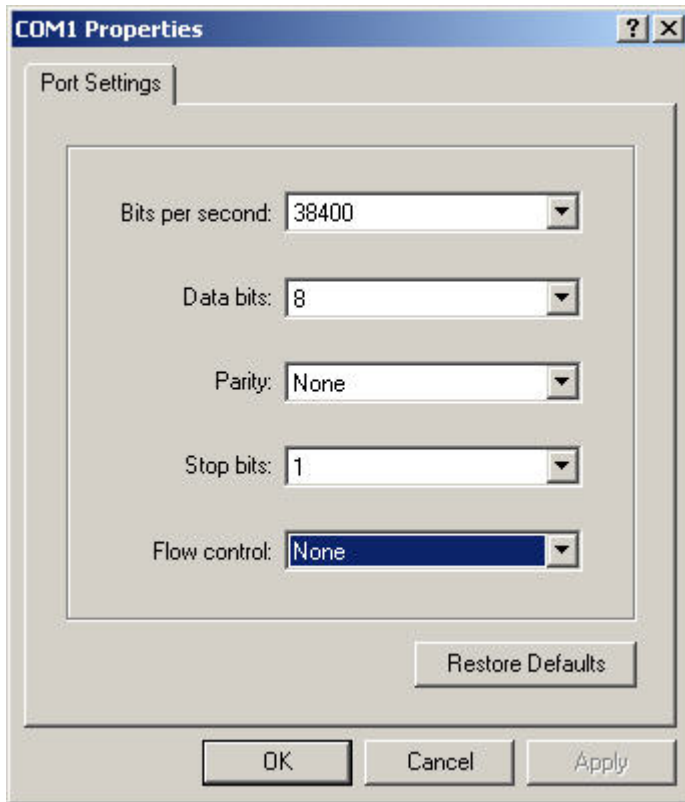 COM1 Properties
Port Settings
Bits per second: 38400
Data bits: 8
Parity: None
Stop bits: 1
Flow control: None
Restore Defaults
OK Cancel Apply